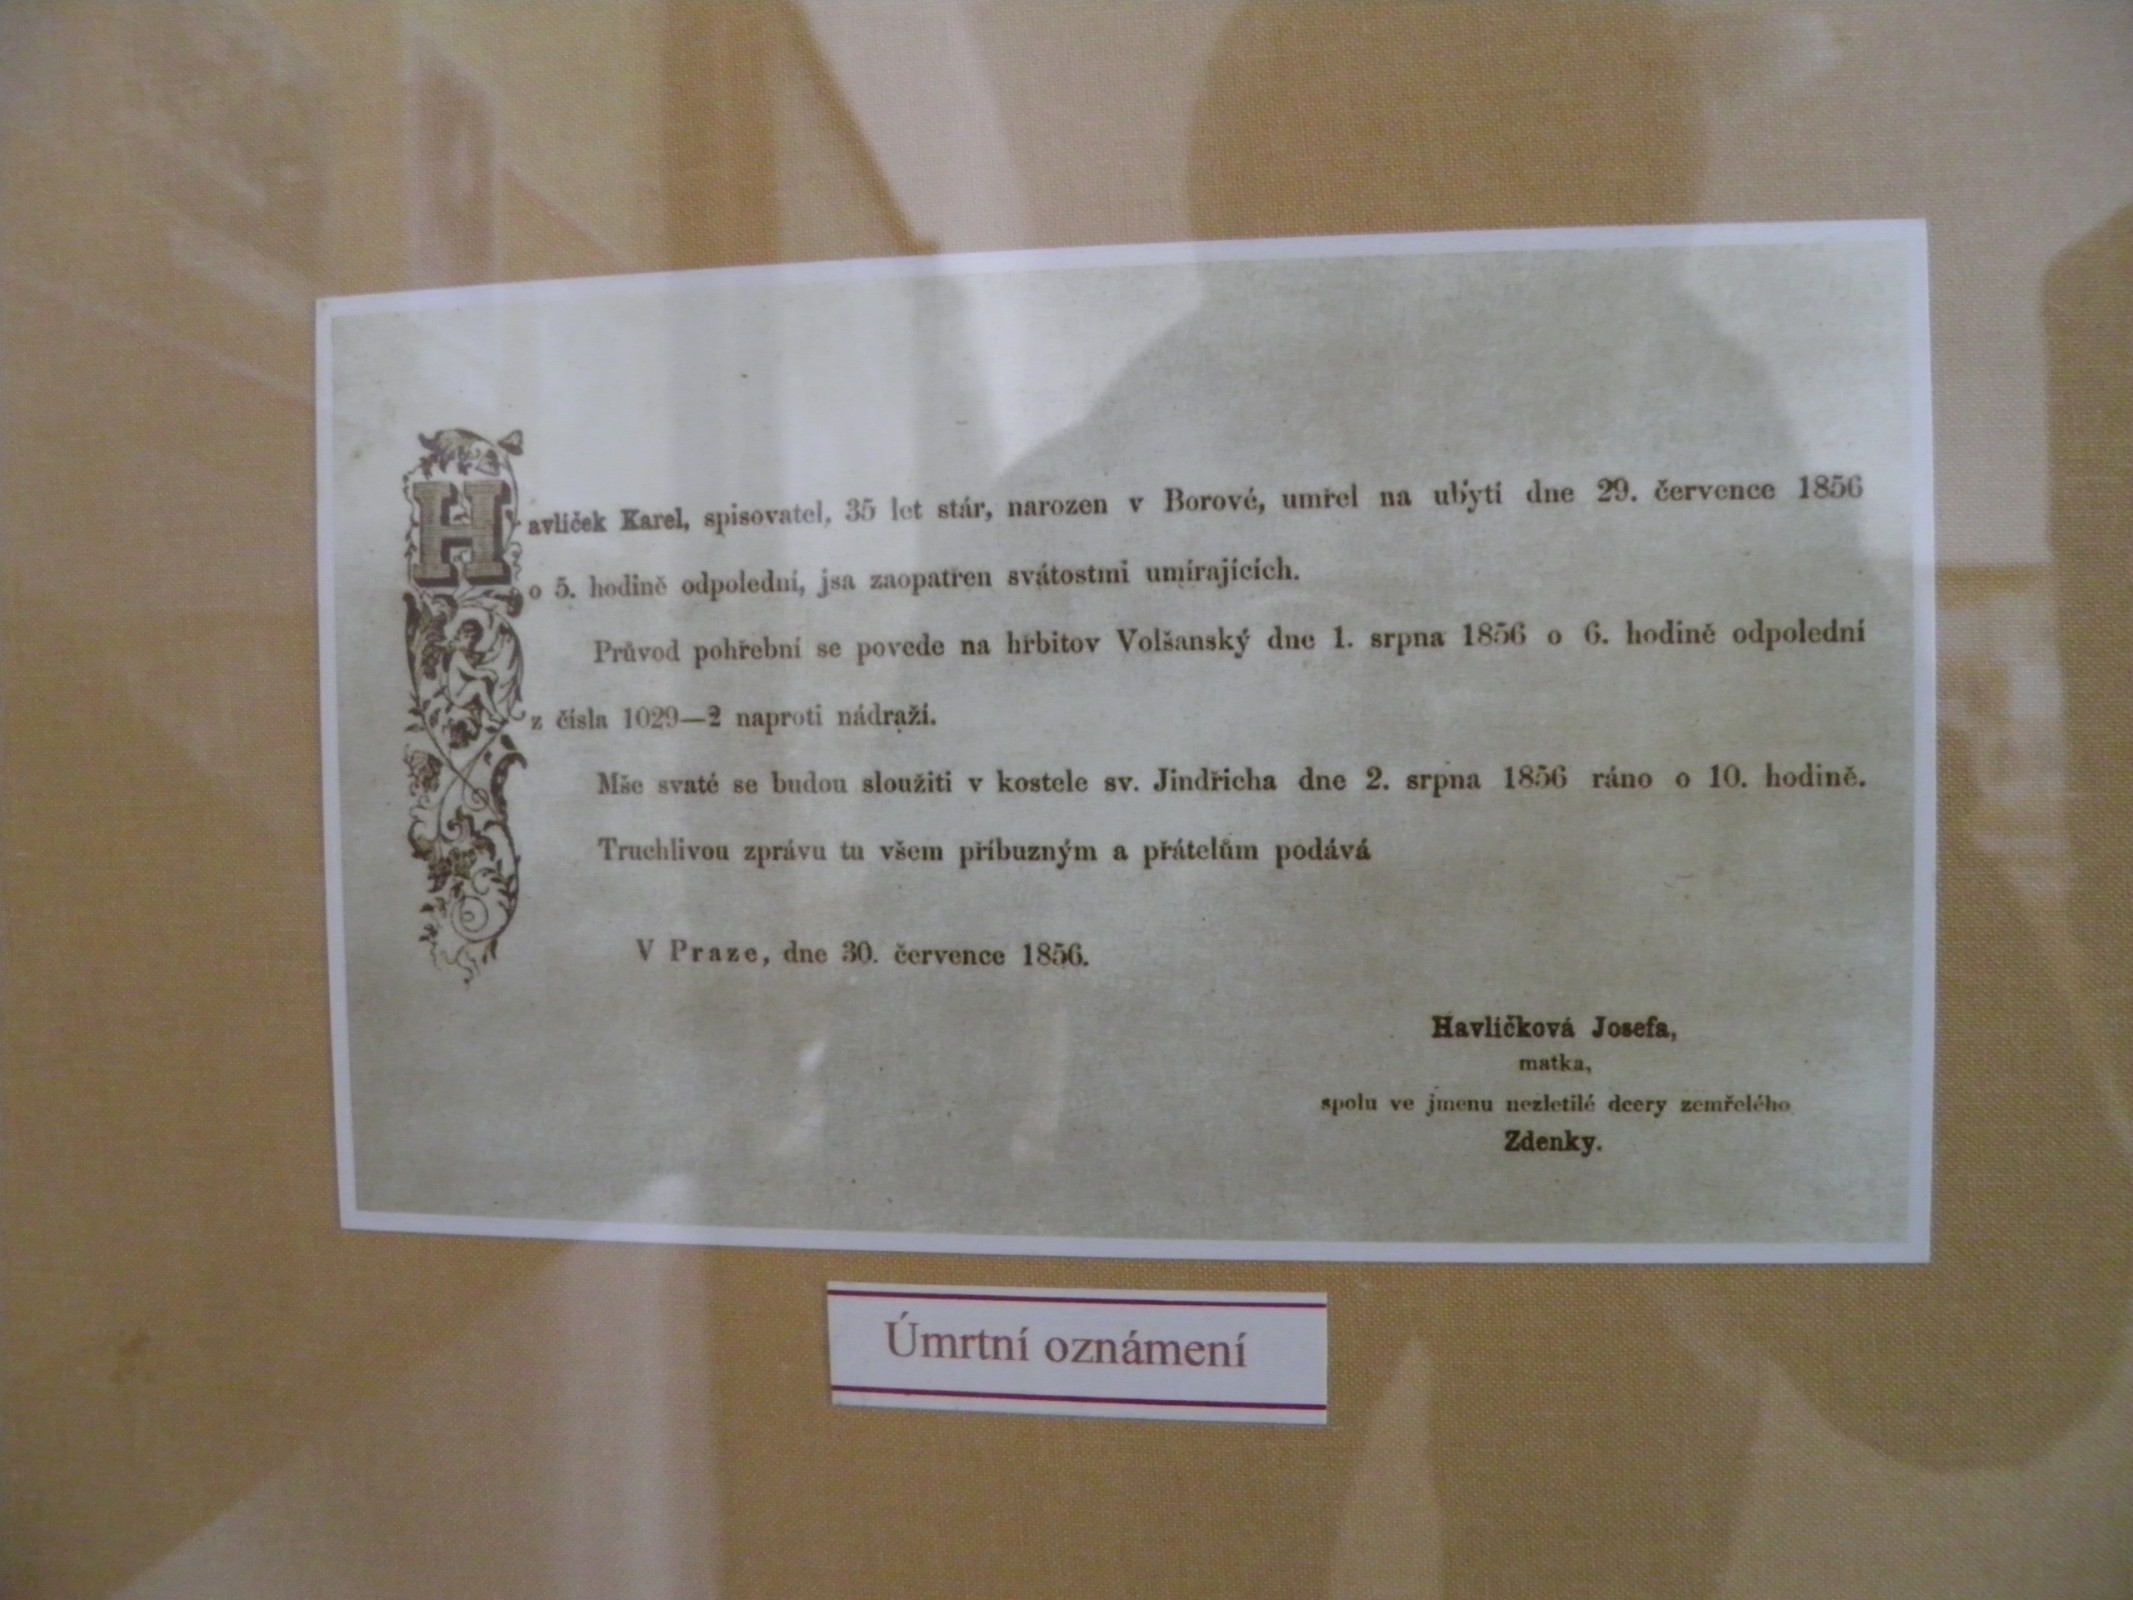 Havlíček Karel, spisovatel, 35 let stár, narozen v Borové, umřel na ubytí dne 29. července 1856
o 5. hodině odpolední, jsa zaopatřen svátostmi umírajících.
Průvod pohřební se povede na hřbitov Volšanský dne 1. srpna 1856 o 6. hodině odpolední
z čísla 1029—2 naproti nádraží.
Mše svaté se budou sloužiti v kostele sv. Jindřicha dne 2. srpna 1856 ráno o 10. hodině.
Truchlivou zprávu tu všem příbuzným a přátelům podává
V Praze, dne 30. července 1856.
Havlíčková Josefa,
matka,
spolu ve jmenu nezletilé dcery zemřelého
Zdenky.
Úmrtní oznámení